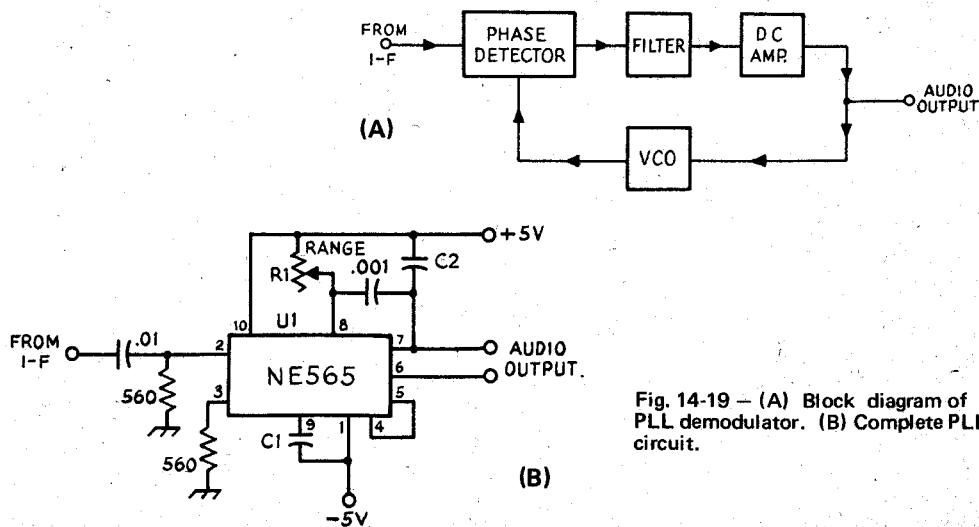 FROM
I-F
PHASE
DETECTOR
FILTER
DC
AMP.
AUDIO
OUTPUT
(A)
VCO
+5V
RANGE
R1
.001
C2
U1
10
8
FROM
I-F
.01
2
7
AUDIO
OUTPUT.
6
NE565
560
3
5
9
1
4
C1
560
-5V
(B)
Fig. 14-19 — (A) Block diagram of
PLL demodulator. (B) Complete PLL
circuit.